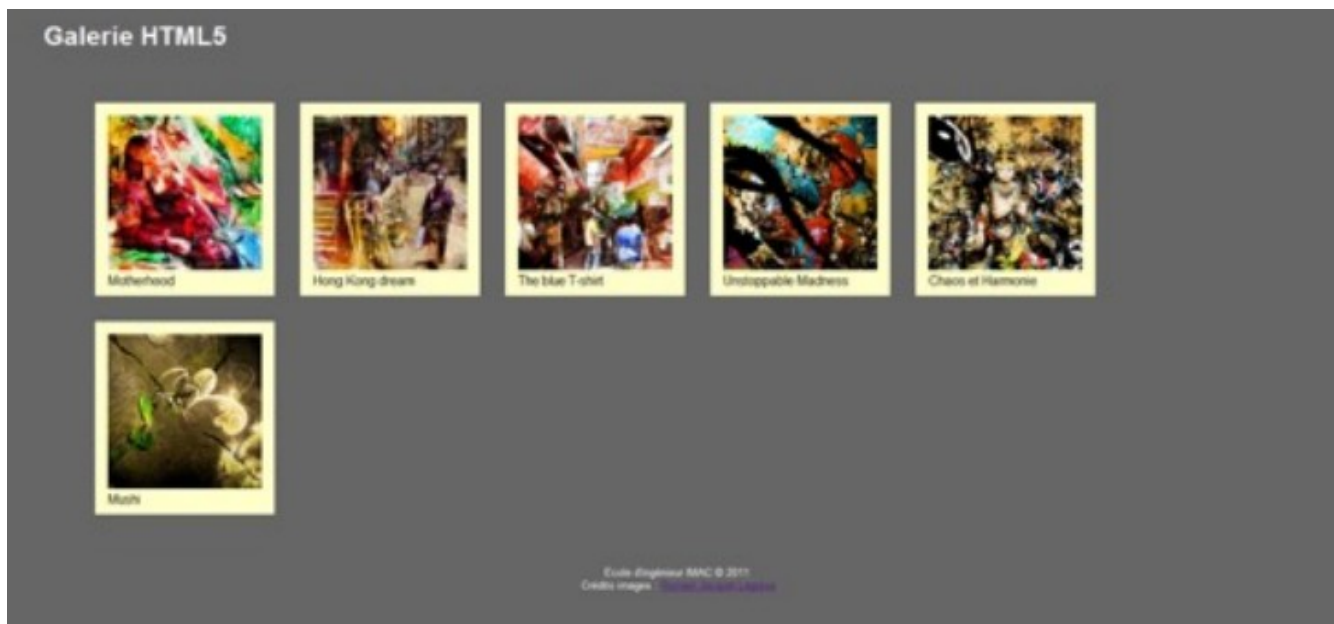 Galerie HTML5
Motherhood
Hong Kong dream
The blue T-shirt
Unstoppable Madness
Chaos et Harmonie
Mushi
Ecole d'ingénieur IMAC © 2011
Crédits images :